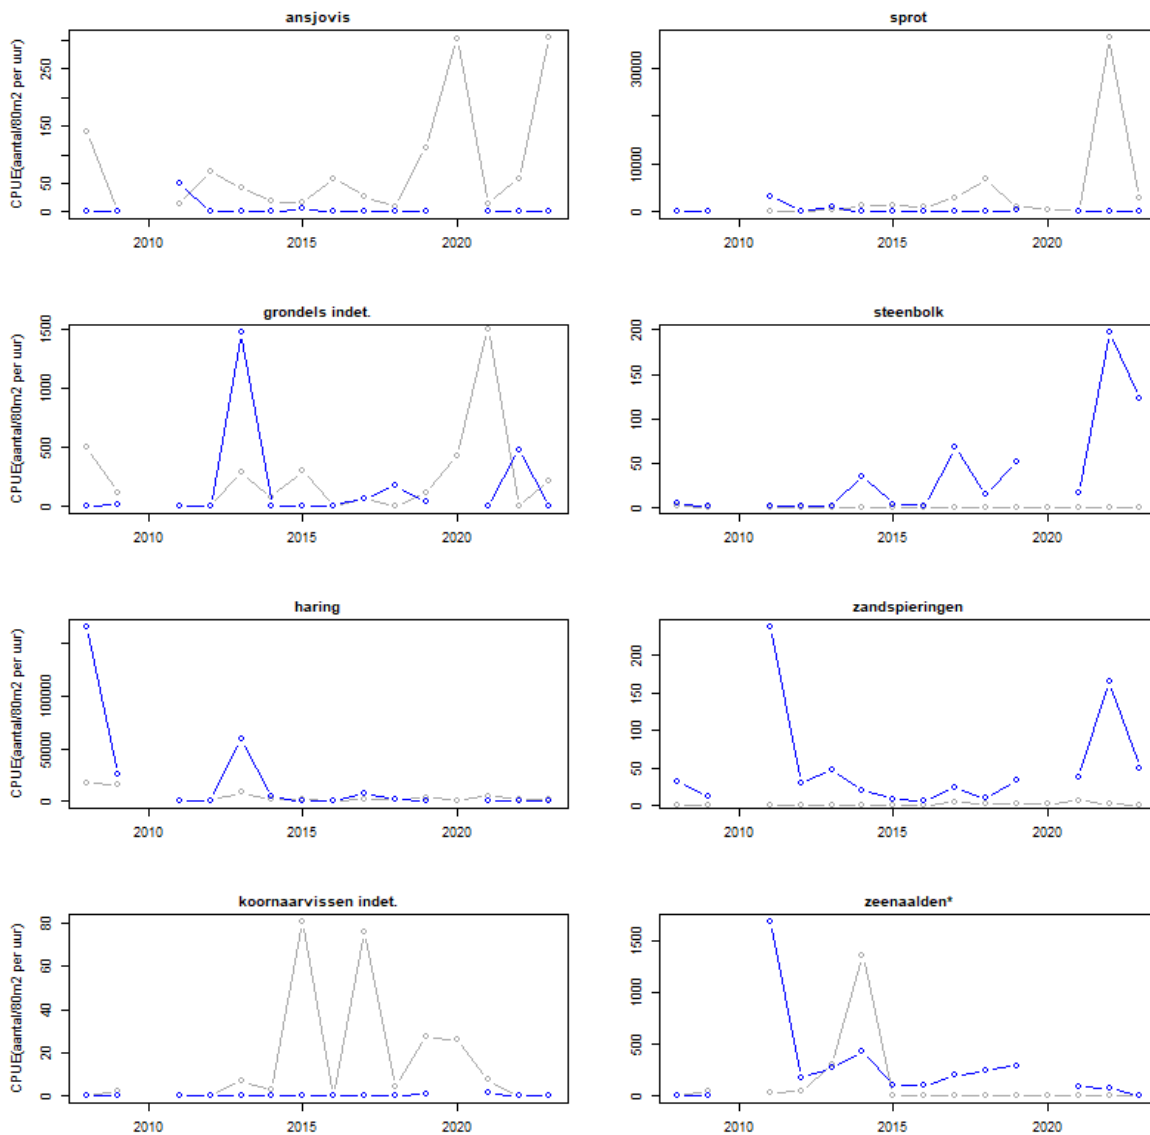 ansjovis
CPUE(aantal/80m2 per uur)
0 50 150 250
2010 2015 2020
sprot
0 10000 30000
2010 2015 2020
grondels indet.
CPUE(aantal/80m2 per uur)
0 500 1000 1500
2010 2015 2020
steenbolk
0 50 100 150 200
2010 2015 2020
haring
CPUE(aantal/80m2 per uur)
0 50000 100000
2010 2015 2020
zandspieringen
0 50 100 150 200
2010 2015 2020
koornaarvissen indet.
CPUE(aantal/80m2 per uur)
0 20 40 60 80
2010 2015 2020
zeenaalden*
0 500 1000 1500
2010 2015 2020